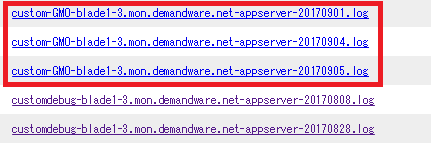 custom-GMO-blade1-3.mon.demandware.net-appserver-20170901.log
custom-GMO-blade1-3.mon.demandware.net-appserver-20170904.log
custom-GMO-blade1-3.mon.demandware.net-appserver-20170905.log
customdebug-blade1-3.mon.demandware.net-appserver-20170808.log
customdebug-blade1-3.mon.demandware.net-appserver-20170828.log